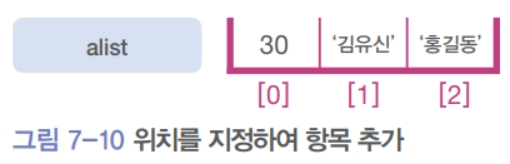 alist 30 '김유신' '홍길동'
[0] [1] [2]
그림 7-10 위치를 지정하여 항목 추가